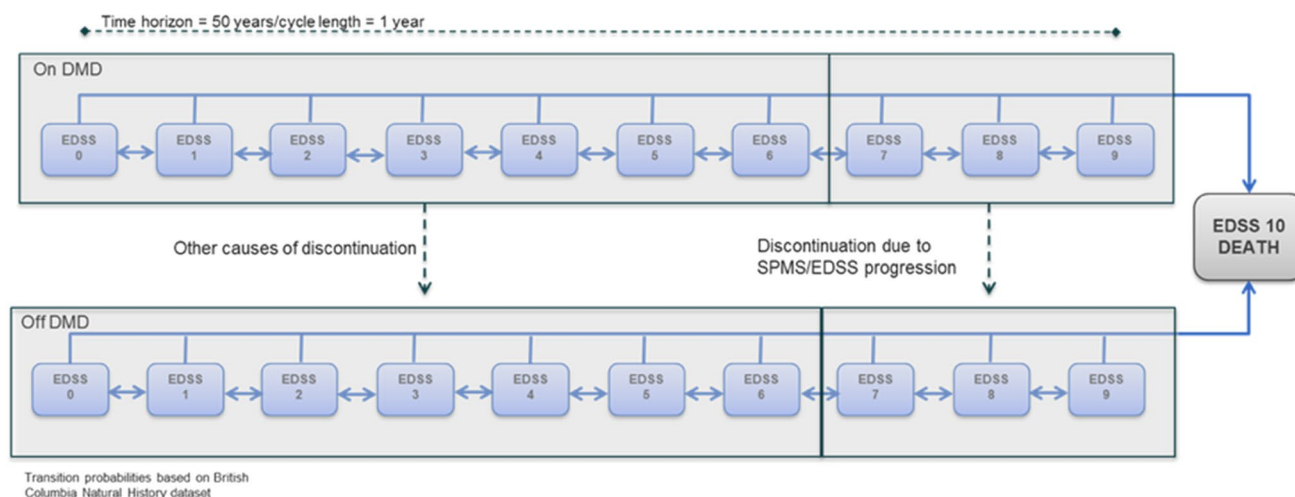 Time horizon = 50 years/cycle length = 1 year
On DMD
EDSS
0
EDSS
1
EDSS
2
EDSS
3
EDSS
4
EDSS
5
EDSS
6
EDSS
7
EDSS
8
EDSS
9
Other causes of discontinuation
Discontinuation due to
SPMS/EDSS progression
EDSS 10
DEATH
Off DMD
EDSS
0
EDSS
1
EDSS
2
EDSS
3
EDSS
4
EDSS
5
EDSS
6
EDSS
7
EDSS
8
EDSS
9
Transition probabilities based on British
Columbia Natural History dataset